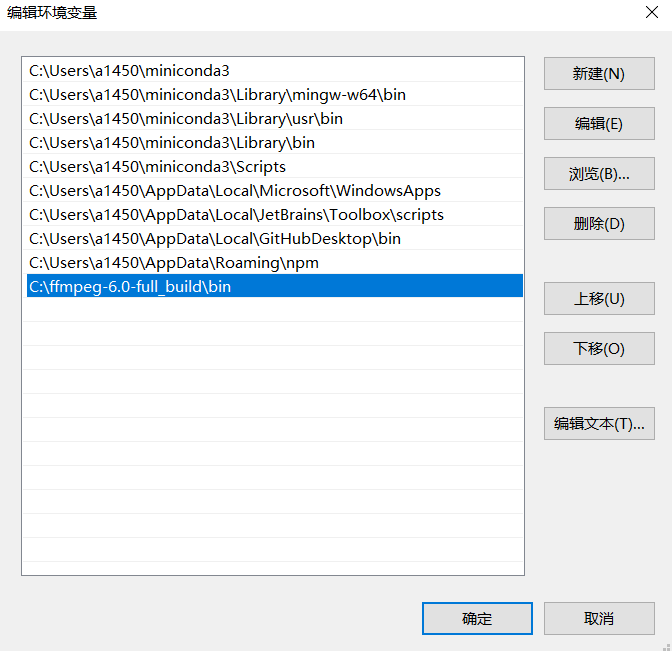 编辑环境变量
C:\Users\a1450\miniconda3
新建(N)
C:\Users\a1450\miniconda3\Library\mingw-w64\bin
C:\Users\a1450\miniconda3\Library\usr\bin
编辑(E)
C:\Users\a1450\miniconda3\Library\bin
C:\Users\a1450\miniconda3\Scripts
浏览(B)...
C:\Users\a1450\AppData\Local\Microsoft\WindowsApps
C:\Users\a1450\AppData\Local\JetBrains\Toolbox\scripts
删除(D)
C:\Users\a1450\AppData\Local\GitHubDesktop\bin
C:\Users\a1450\AppData\Roaming\npm
C:\ffmpeg-6.0-full_build\bin
上移(U)
下移(O)
编辑文本(T)...
确定
取消